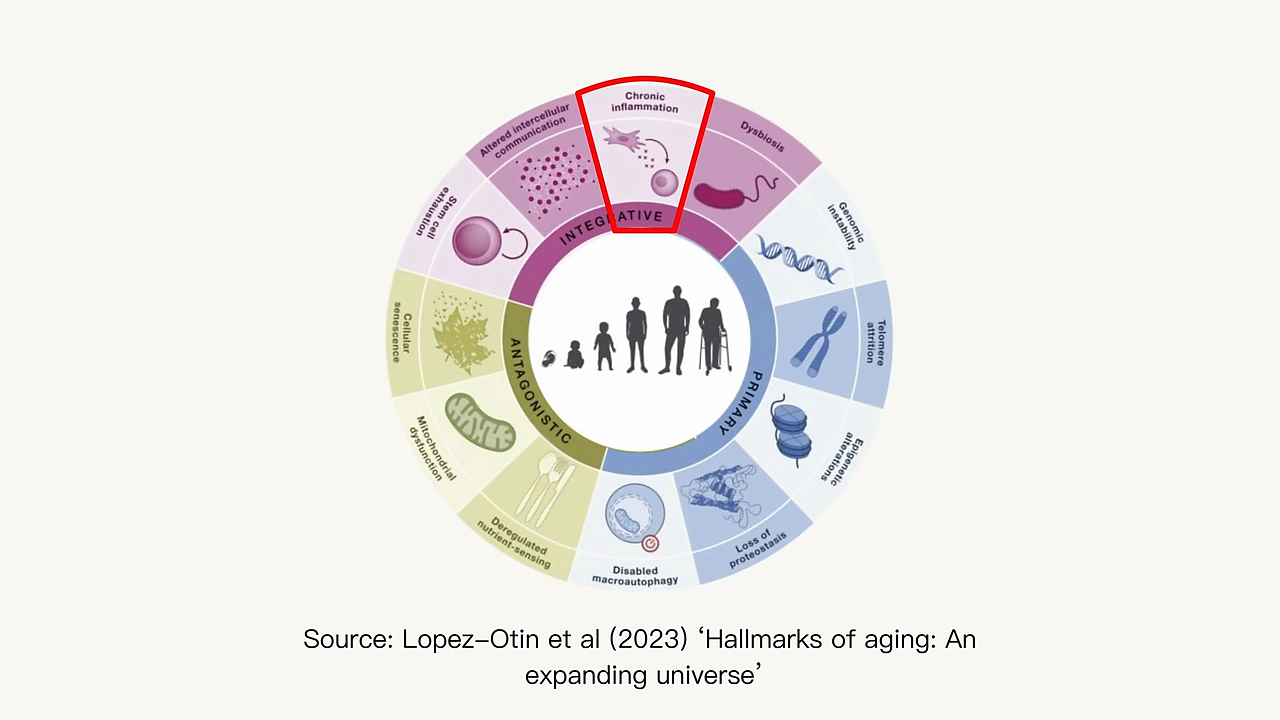 Chronic
inflammation
Dysbiosis
Genomic
instability
Telomere
attrition
Epigenetic
alterations
Loss of
proteostasis
Disabled
macroautophagy
Deregulated
nutrient-sensing
Mitochondrial
dysfunction
Cellular
senescence
Stem cell
exhaustion
Altered intercellular
communication
INTEGRATIVE
PRIMARY
ANTAGONISTIC
Source: Lopez–Otin et al (2023) ‘Hallmarks of aging: An
expanding universe’